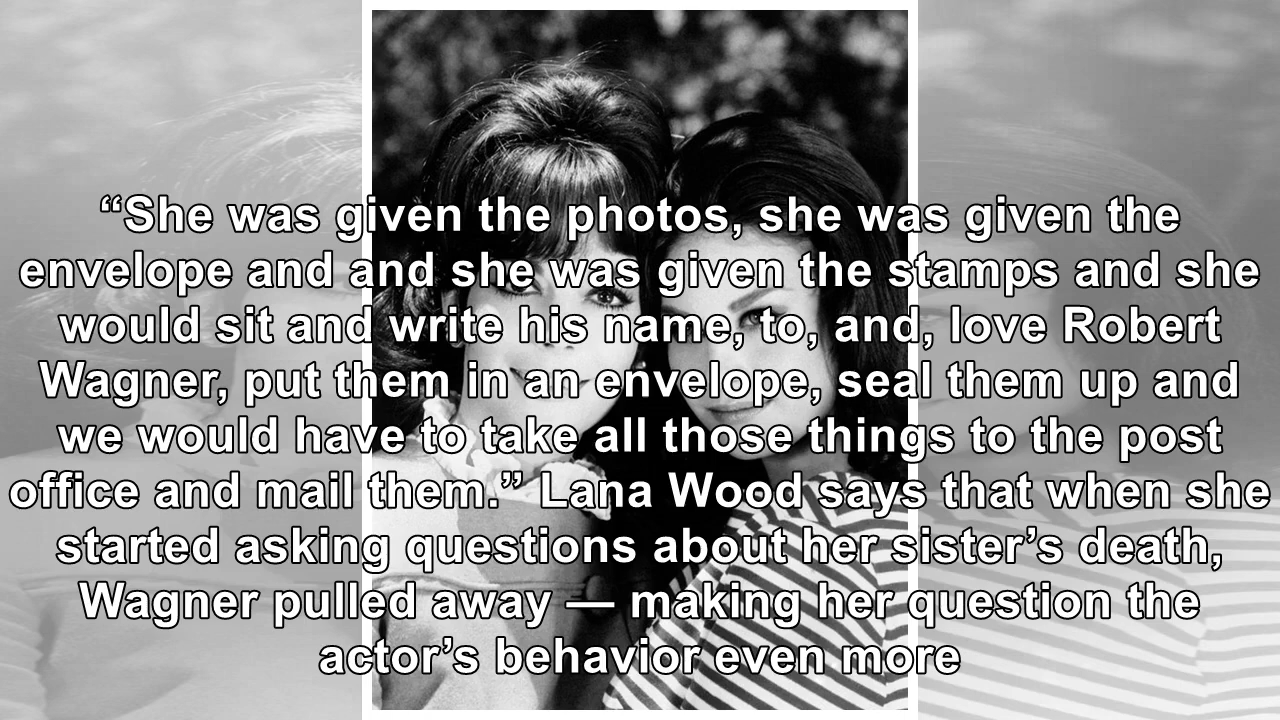 “She was given the photos, she was given the
envelope and and she was given the stamps and she
would sit and write his name, to, and, love Robert
Wagner, put them in an envelope, seal them up and
we would have to take all those things to the post
office and mail them.” Lana Wood says that when she
started asking questions about her sister’s death,
Wagner pulled away — making her question the
actor’s behavior even more